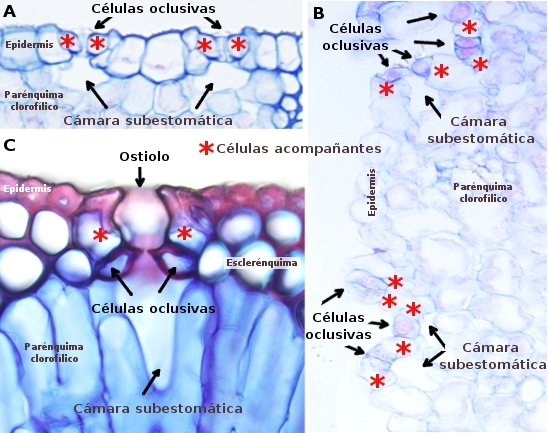 A
Células oclusivas
Epidermis
Parénquima
clorofílico
Cámara subestomática
B
Células
oclusivas
Cámara
subestomática
Epidermis
Parénquima
clorofílico
Células
oclusivas
Cámara
subestomática
C
Ostiolo
* Células acompañantes
Epidermis
Esclerénquima
Células oclusivas
Parénquima
clorofílico
Cámara subestomática